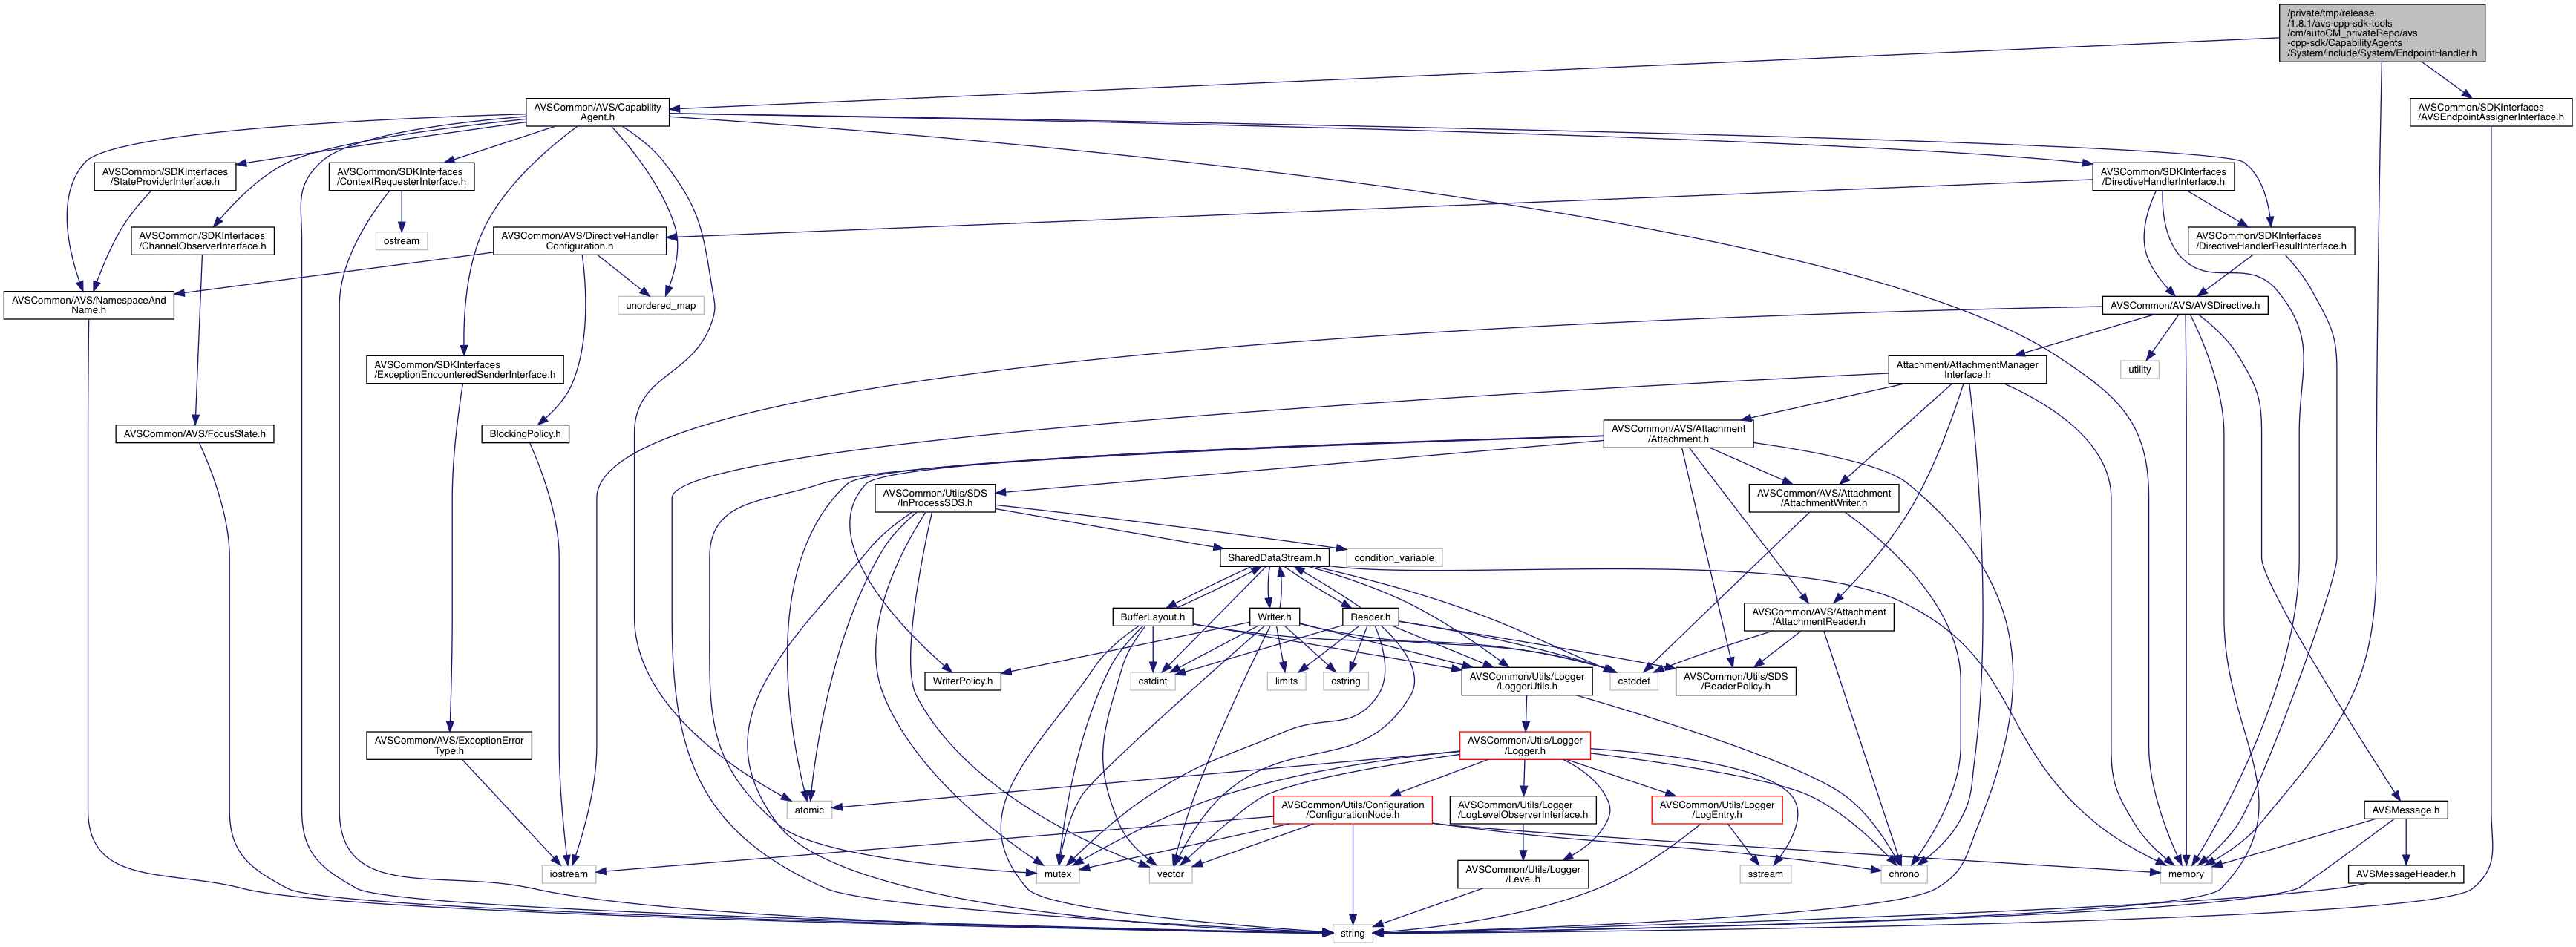 /private/tmp/release
/1.8.1/avs-cpp-sdk-tools
/cm/autoCM_privateRepo/avs
-cpp-sdk/CapabilityAgents
/System/include/System/EndpointHandler.h
AVSCommon/AVS/Capability
Agent.h
AVSCommon/SDKInterfaces
/AVSEndpointAssignerInterface.h
AVSCommon/SDKInterfaces
/StateProviderInterface.h
AVSCommon/SDKInterfaces
/ContextRequesterInterface.h
AVSCommon/SDKInterfaces
/DirectiveHandlerInterface.h
AVSCommon/SDKInterfaces
/ChannelObserverInterface.h
ostream
AVSCommon/AVS/DirectiveHandler
Configuration.h
AVSCommon/SDKInterfaces
/DirectiveHandlerResultInterface.h
AVSCommon/AVS/NamespaceAnd
Name.h
unordered_map
AVSCommon/AVS/AVSDirective.h
AVSCommon/SDKInterfaces
/ExceptionEncounteredSenderInterface.h
Attachment/AttachmentManager
Interface.h
utility
AVSCommon/AVS/FocusState.h
BlockingPolicy.h
AVSCommon/AVS/Attachment
/Attachment.h
AVSCommon/Utils/SDS
/InProcessSDS.h
AVSCommon/AVS/Attachment
/AttachmentWriter.h
SharedDataStream.h
condition_variable
BufferLayout.h
Writer.h
Reader.h
AVSCommon/AVS/Attachment
/AttachmentReader.h
WriterPolicy.h
cstdint
limits
cstring
AVSCommon/Utils/Logger
/LoggerUtils.h
cstddef
AVSCommon/Utils/SDS
/ReaderPolicy.h
AVSCommon/AVS/ExceptionError
Type.h
AVSCommon/Utils/Logger
/Logger.h
atomic
AVSCommon/Utils/Configuration
/ConfigurationNode.h
AVSCommon/Utils/Logger
/LogLevelObserverInterface.h
AVSCommon/Utils/Logger
/LogEntry.h
AVSMessage.h
iostream
mutex
vector
AVSCommon/Utils/Logger
/Level.h
sstream
chrono
memory
AVSMessageHeader.h
string